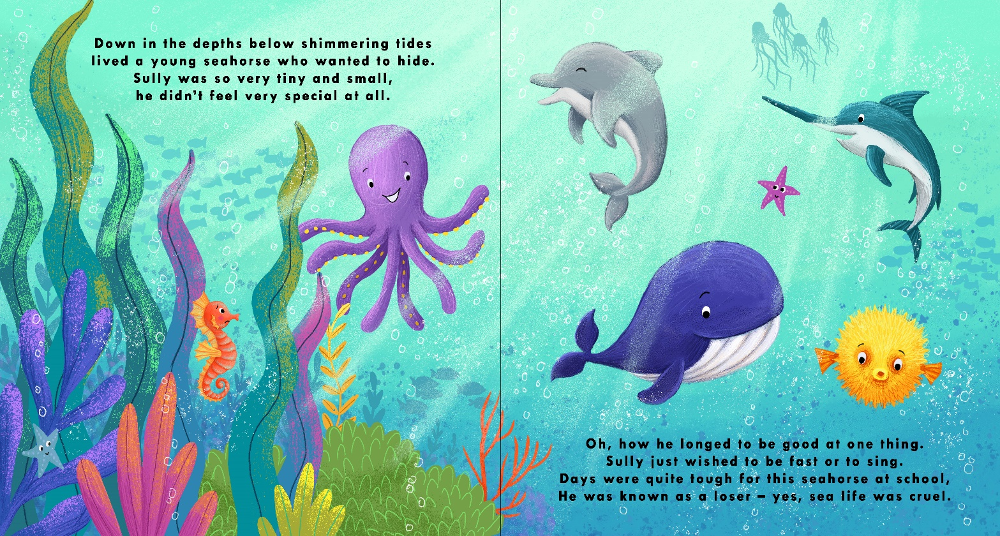 Down in the depths below shimmering tides
lived a young seahorse who wanted to hide.
Sully was so very tiny and small,
he didn't feel very special at all.
Oh, how he longed to be good at one thing.
Sully just wished to be fast or to sing.
Days were quite tough for this seahorse at school,
He was known as a loser – yes, sea life was cruel.